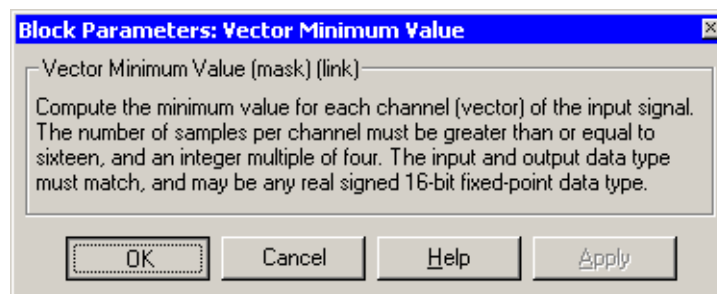 Block Parameters: Vector Minimum Value
Vector Minimum Value (mask) (link)
Compute the minimum value for each channel (vector) of the input signal.
The number of samples per channel must be greater than or equal to
sixteen, and an integer multiple of four. The input and output data type
must match, and may be any real signed 16-bit fixed-point data type.
OK Cancel Help Apply